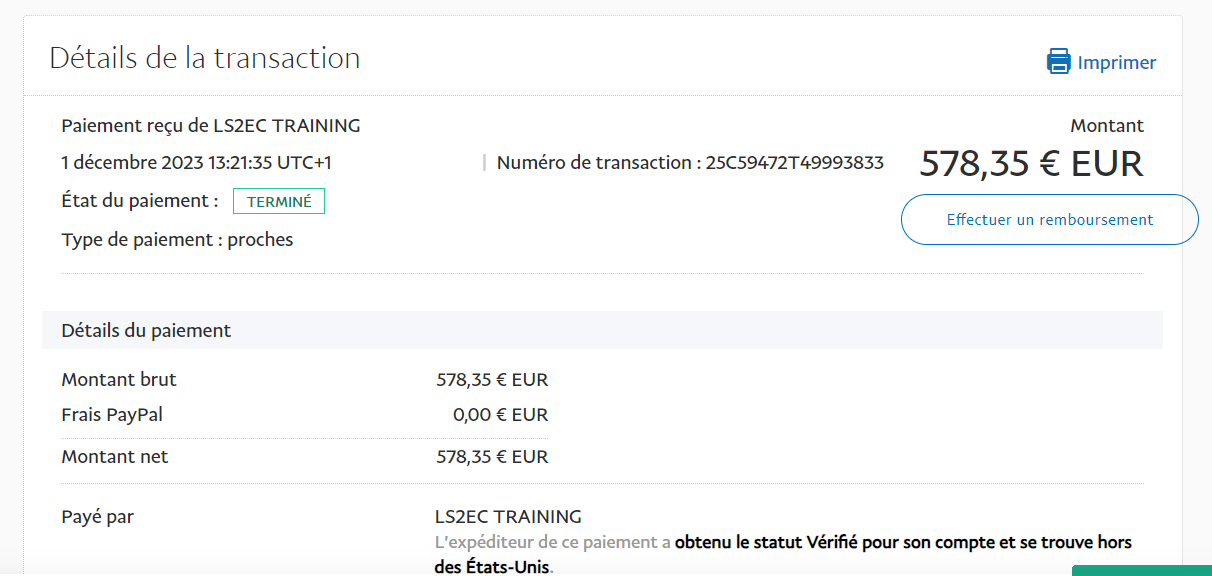 Détails de la transaction
Imprimer
Paiement reçu de LS2EC TRAINING
Montant
1 décembre 2023 13:21:35 UTC+1
| Numéro de transaction : 25C59472T49993833
578,35 € EUR
État du paiement : TERMINÉ
Effectuer un remboursement
Type de paiement : proches
Détails du paiement
Montant brut 578,35 € EUR
Frais PayPal 0,00 € EUR
Montant net 578,35 € EUR
Payé par LS2EC TRAINING
L'expéditeur de ce paiement a obtenu le statut Vérifié pour son compte et se trouve hors
des États-Unis.